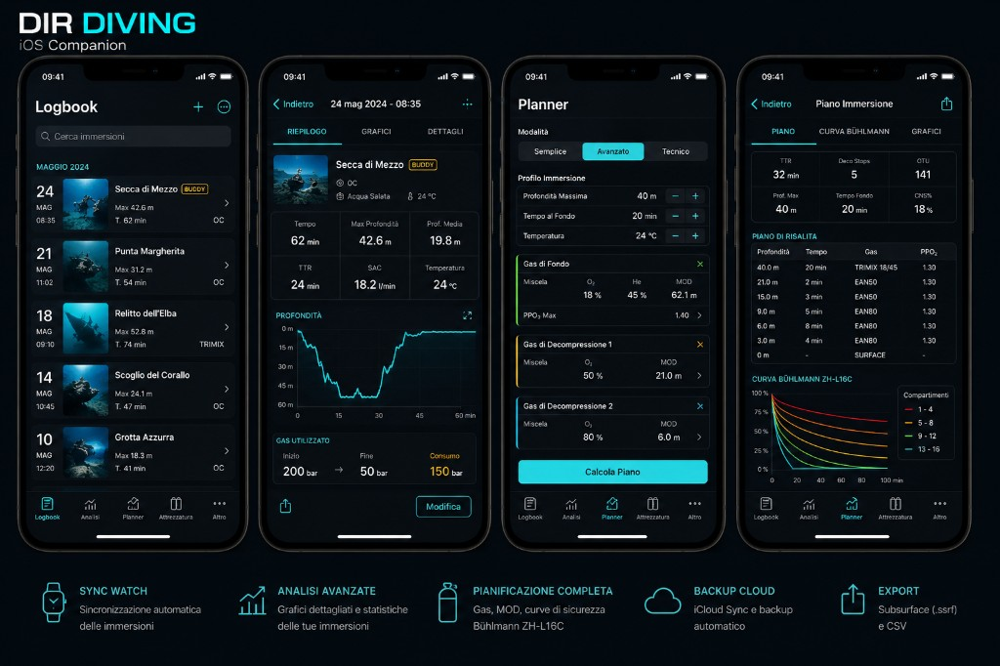 DIR DIVING
iOS Companion
09:41
Logbook
Cerca immersioni
MAGGIO 2024
24 MAG 08:35
Secca di Mezzo BUDDY
Max 42.6 m
T. 62 min OC
21 MAG 11:02
Punta Margherita
Max 31.2 m
T. 54 min OC
18 MAG 09:10
Relitto dell'Elba
Max 52.8 m
T. 74 min TRIMIX
14 MAG 10:45
Scoglio del Corallo
Max 24.1 m
T. 47 min OC
10 MAG 12:20
Grotta Azzurra
Max 18.3 m
T. 41 min OC
Logbook Analisi Planner Attrezzatura Altro
09:41
Indietro 24 mag 2024 - 08:35
RIEPILOGO GRAFICI DETTAGLI
Secca di Mezzo BUDDY
OC
Acqua Salata 24 °C
Tempo Max Profondità Prof. Media
62 min 42.6 m 19.8 m
TTR SAC Temperatura
24 min 18.2 l/min 24 °C
PROFONDITÀ
0 m
15 m
30 m
45 m
60 m
0 15 30 45 60 min
GAS UTILIZZATO
Inizio Fine Consumo
200 bar → 50 bar 150 bar
Modifica
09:41
Planner
Modalità
Semplice Avanzato Tecnico
Profilo Immersione
Profondità Massima 40 m − +
Tempo al Fondo 20 min − +
Temperatura 24 °C − +
Gas di Fondo ×
Miscela O₂ He MOD
18 % 45 % 62.1 m
PPO₂ Max 1.40
Gas di Decompressione 1 ×
Miscela O₂ MOD
50 % 21.0 m
Gas di Decompressione 2 ×
Miscela O₂ MOD
80 % 6.0 m
Calcola Piano
Logbook Analisi Planner Attrezzatura Altro
09:41
Indietro Piano Immersione
PIANO CURVA BÜHLMANN GRAFICI
TTR Deco Stops OTU
32 min 5 141
Prof. Max Tempo Fondo CNS%
40 m 20 min 18 %
PIANO DI RISALITA
Profondità Tempo Gas PPO₂
40.0 m 20 min TRIMIX 18/45 1.30
21.0 m 2 min EAN50 1.30
15.0 m 3 min EAN50 1.30
9.0 m 5 min EAN80 1.30
6.0 m 8 min EAN80 1.30
3.0 m 4 min EAN80 1.30
0 m - SURFACE -
CURVA BÜHLMANN ZH-L16C
100 %
75 %
50 %
25 %
0 %
0 20 40 60 80 100 min
Compartimenti
1 - 4
5 - 8
9 - 12
13 - 16
Logbook Analisi Planner Attrezzatura Altro
SYNC WATCH
Sincronizzazione automatica
delle immersioni
ANALISI AVANZATE
Grafici dettagliati e statistiche
delle tue immersioni
PIANIFICAZIONE COMPLETA
Gas, MOD, curve di sicurezza
Bühlmann ZH-L16C
BACKUP CLOUD
iCloud Sync e backup
automatico
EXPORT
Subsurface (.ssrf)
e CSV